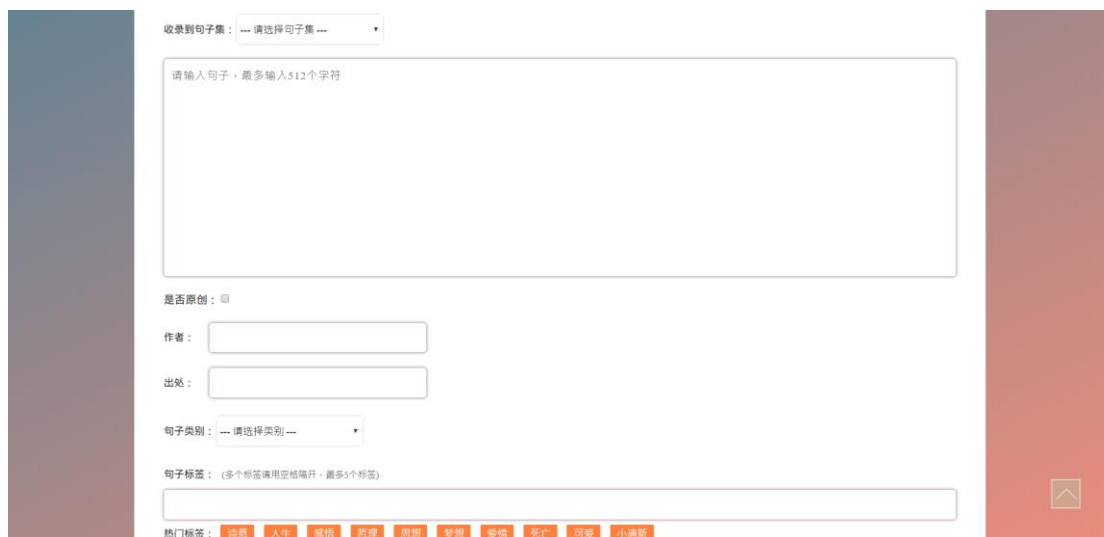 收录到句子集： --- 请选择句子集 ---
请输入句子，最多输入512个字符
是否原创：
作者：
出处：
句子类别： --- 请选择类别 ---
句子标签： (多个标签请用空格隔开，最多5个标签)
热门标签： 诗意 人生 感悟 哲理 思想 梦想 爱情 死亡 可爱 小清新